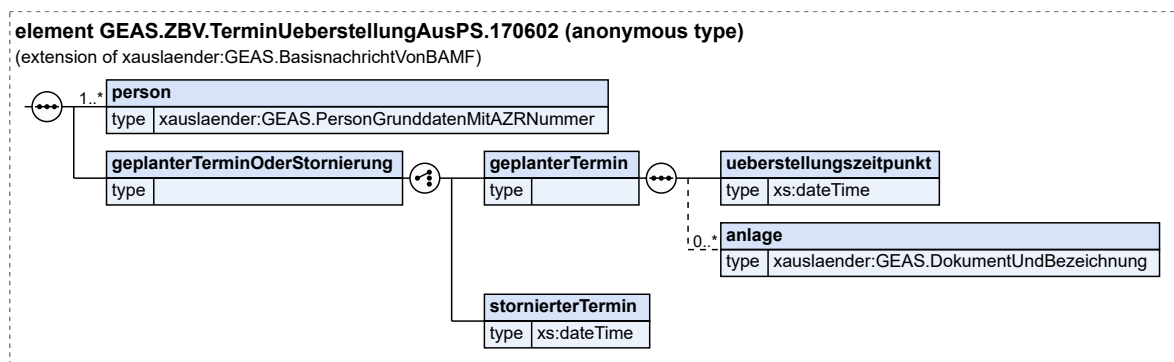 element GEAS.ZBV.TerminUeberstellungAusPS.170602 (anonymous type)
(extension of xauslaender:GEAS.BasisnachrichtVonBAMF)
1..* person
type xauslaender:GEAS.PersonGrunddatenMitAZRNummer
geplanterTerminOderStornierung
type
geplanterTermin
type
ueberstellungszeitpunkt
type xs:dateTime
0..* anlage
type xauslaender:GEAS.DokumentUndBezeichnung
stornierterTermin
type xs:dateTime